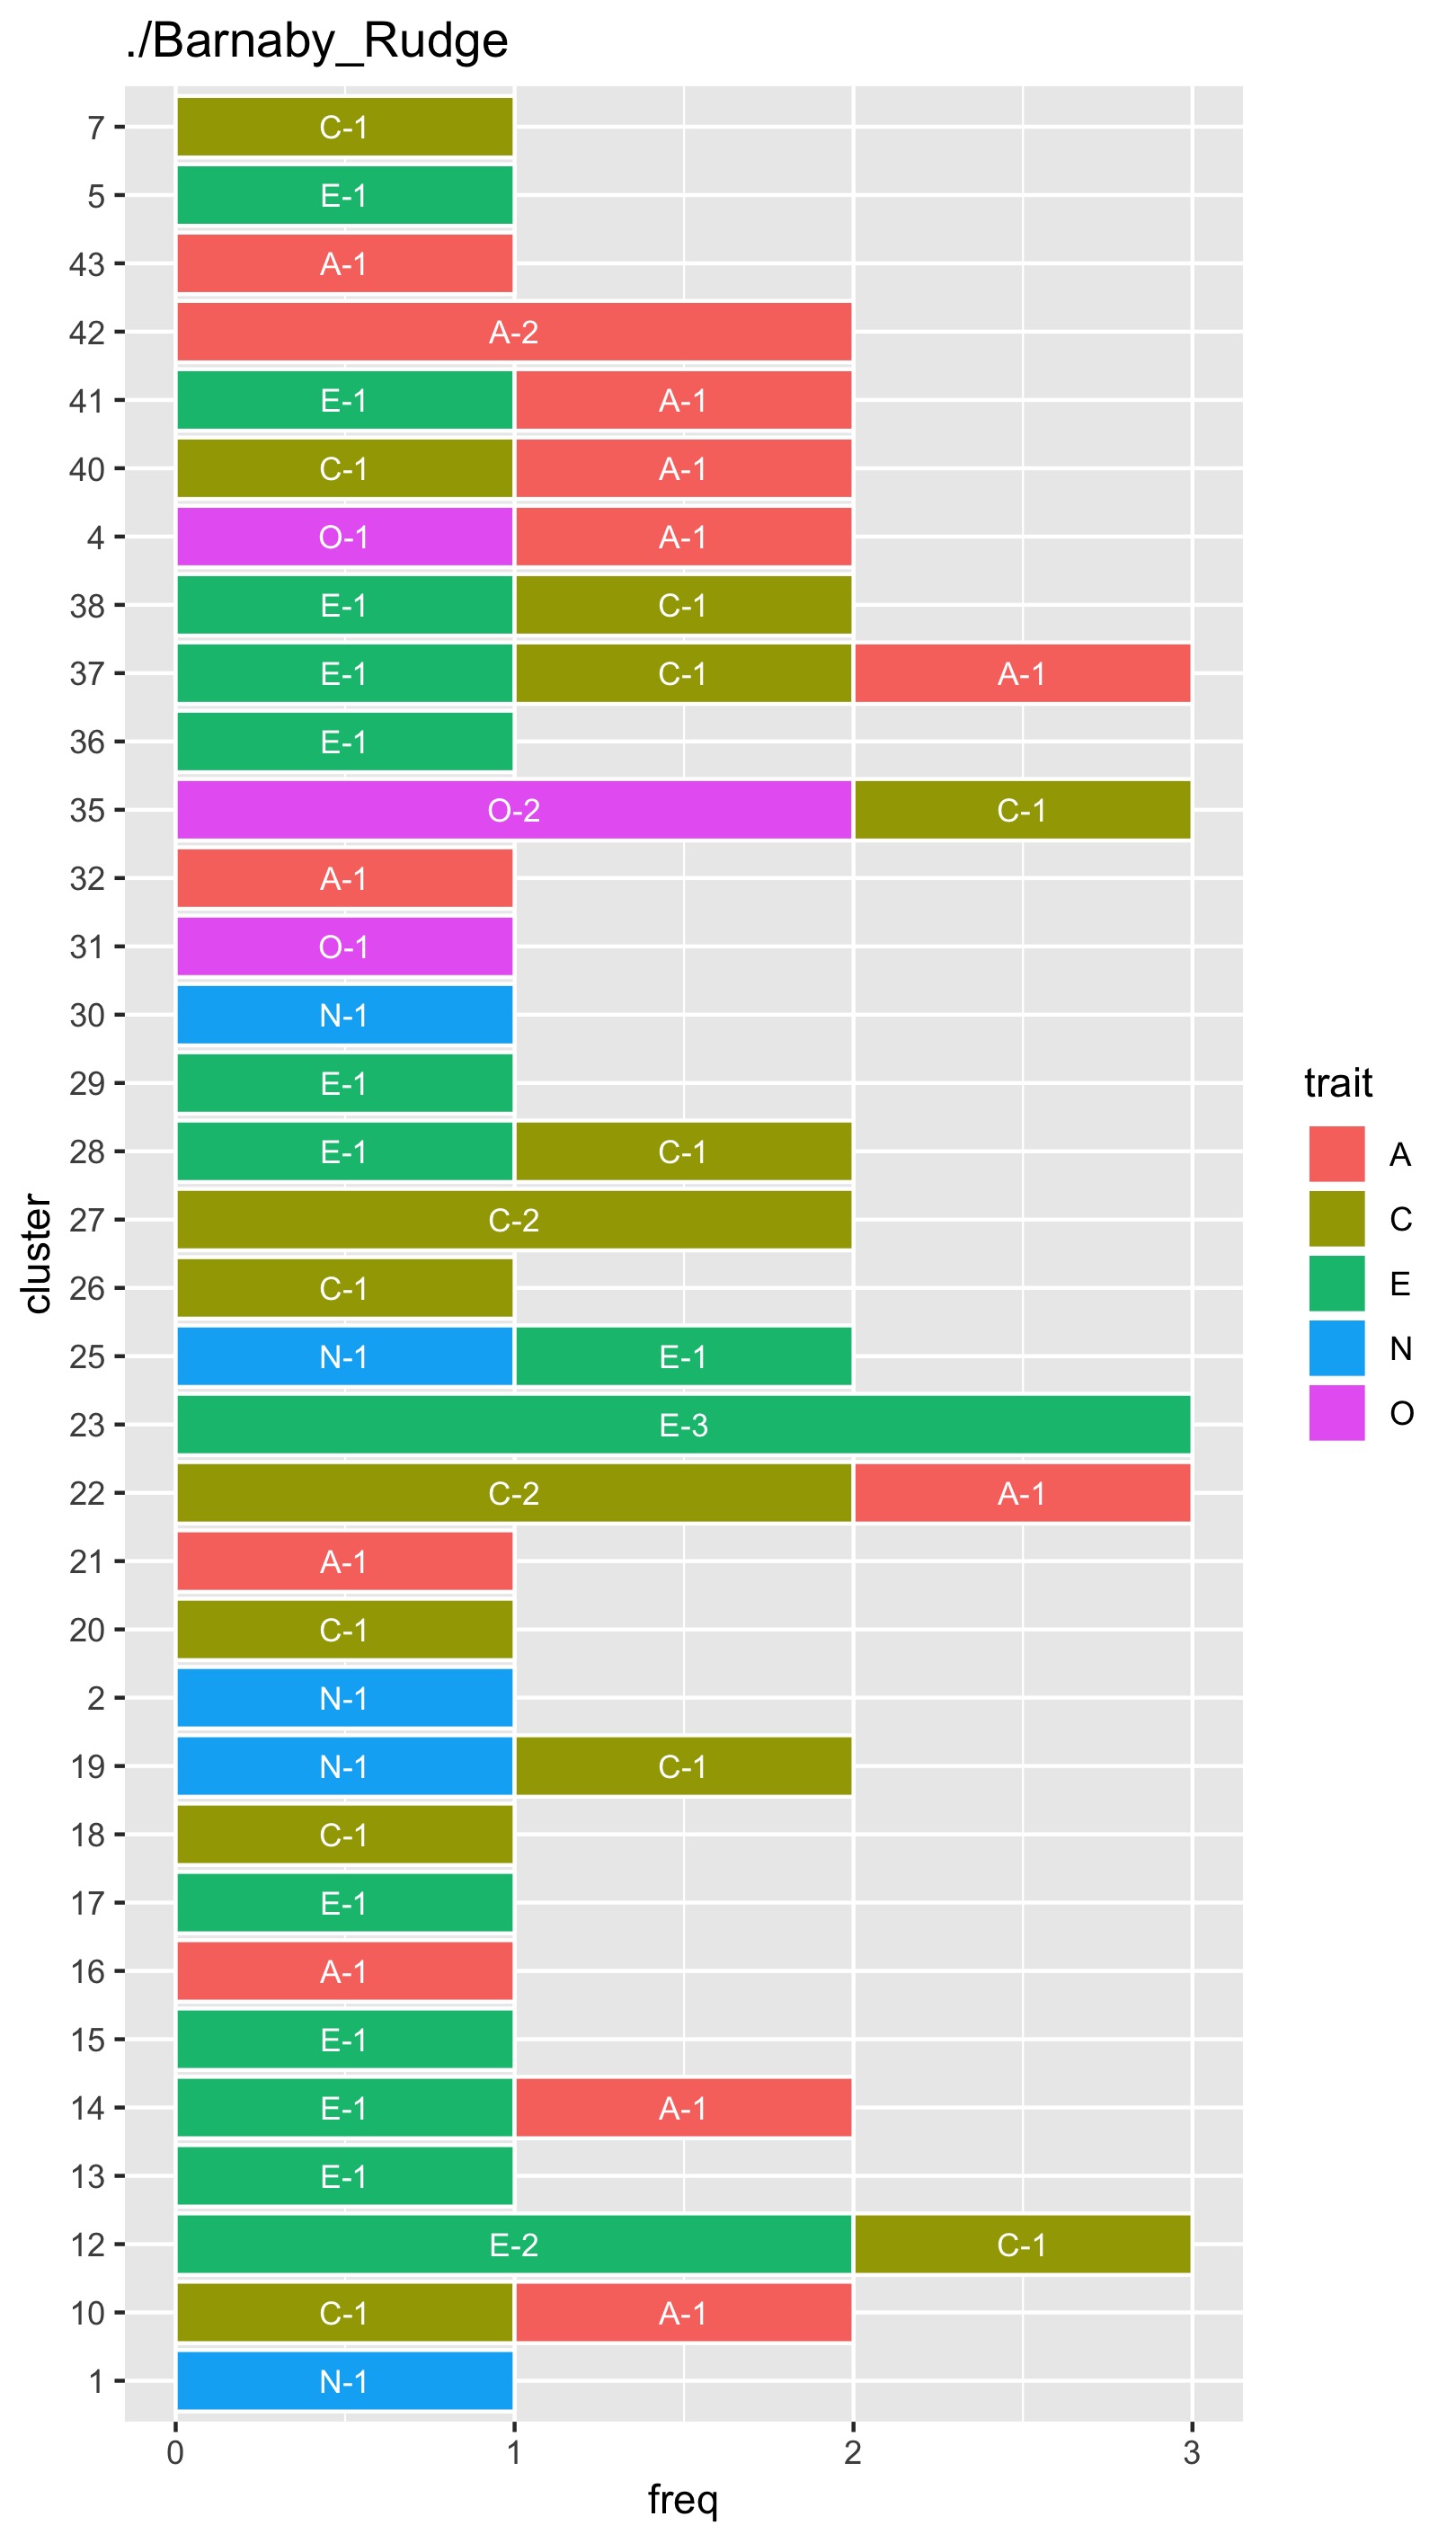 ./Barnaby_Rudge
7 C-1
5 E-1
43 A-1
42 A-2
41 E-1 A-1
40 C-1 A-1
4 O-1 A-1
38 E-1 C-1
37 E-1 C-1 A-1
36 E-1
35 O-2 C-1
32 A-1
31 O-1
30 N-1
29 E-1
28 E-1 C-1
27 C-2
26 C-1
25 N-1 E-1
23 E-3
22 C-2 A-1
21 A-1
20 C-1
2 N-1
19 N-1 C-1
18 C-1
17 E-1
16 A-1
15 E-1
14 E-1 A-1
13 E-1
12 E-2 C-1
10 C-1 A-1
1 N-1
0 1 2 3
freq
cluster
trait
A
C
E
N
O